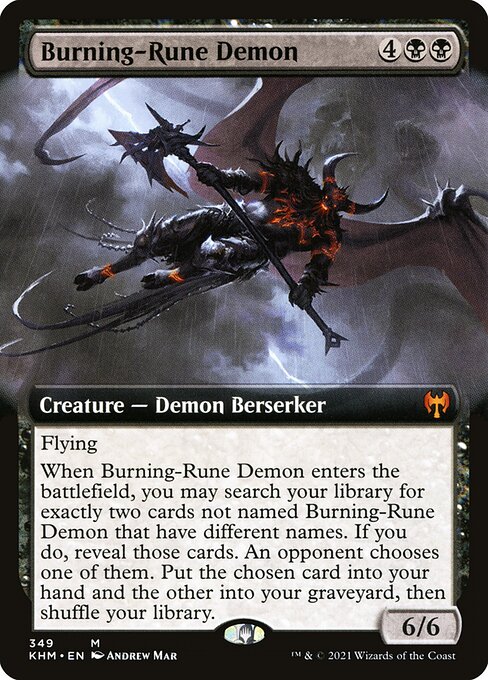 Burning-Rune Demon 4
Creature — Demon Berserker
Flying
When Burning-Rune Demon enters the
battlefield, you may search your library for
exactly two cards not named Burning-Rune
Demon that have different names. If you
do, reveal those cards. An opponent chooses
one of them. Put the chosen card into your
hand and the other into your graveyard, then
shuffle your library.
6/6
349 M
KHM • EN Andrew Mar
™ & © 2021 Wizards of the Coast